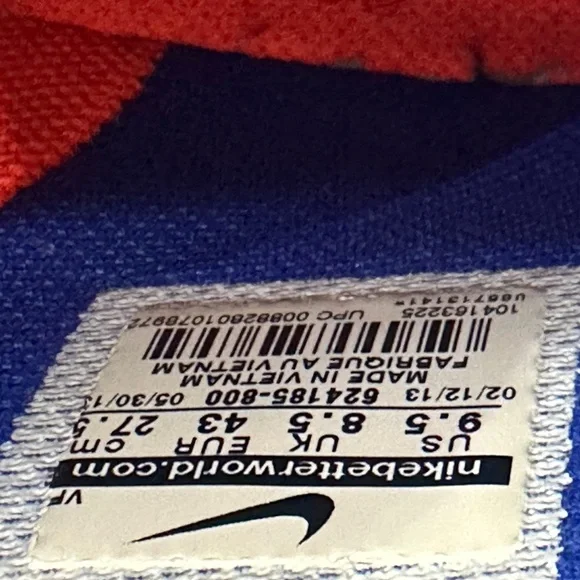 VF
nikebetterworld.com
US UK EUR cm
9.5 8.5 43 27.5
02/12/13 624185-800 05/30/13
MADE IN VIETNAM
FABRIQUE AU VIETNAM
104163225 UPC 00882801078972